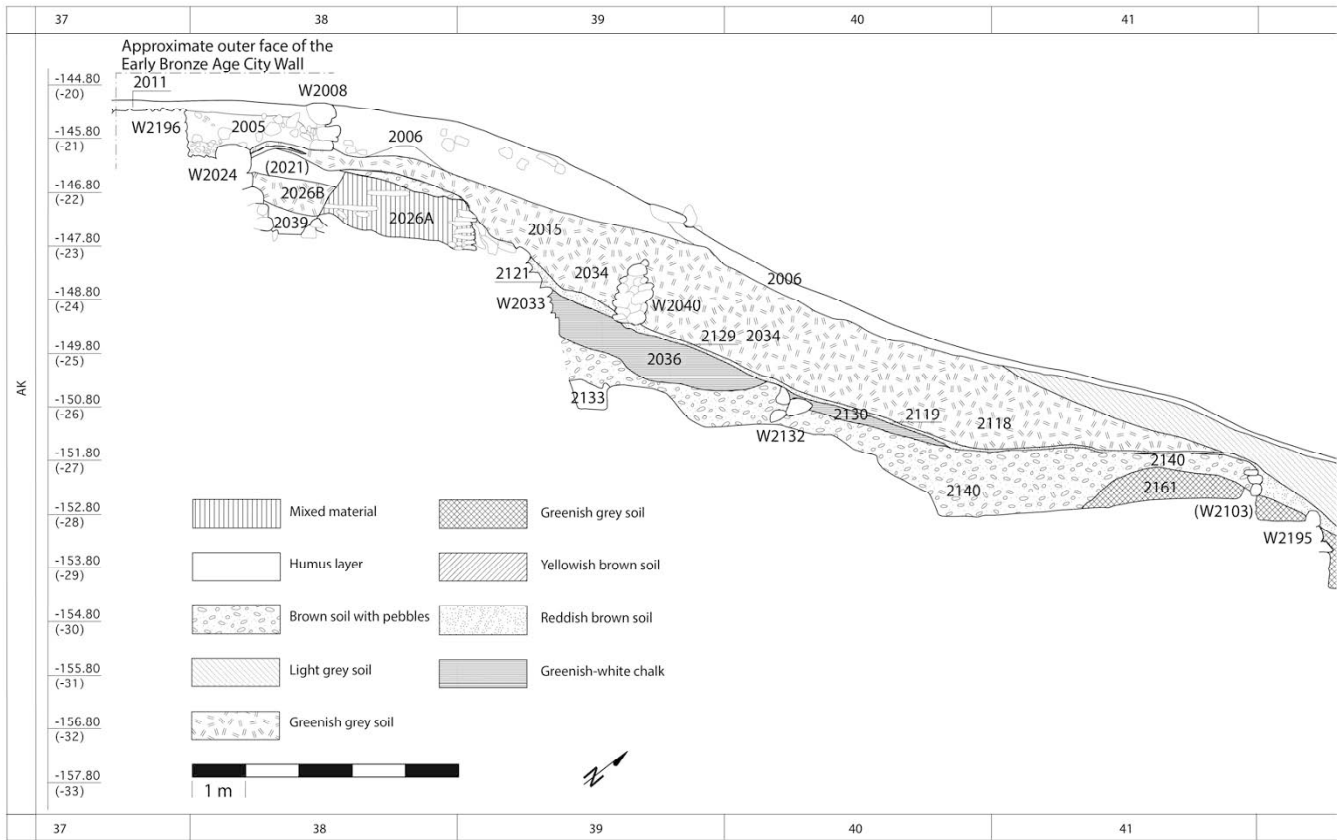 37 38 39 40 41
Approximate outer face of the
Early Bronze Age City Wall
-144.80
(-20)
2011
W2008
W2196
2005
-145.80
(-21)
2006
W2024
(2021)
-146.80
(-22)
2026B
2026A
2039
2015
-147.80
(-23)
2121
2034
2006
-148.80
(-24)
W2033
W2040
2129
2034
-149.80
(-25)
2036
AK
2133
-150.80
(-26)
2130
2119
2118
W2132
-151.80
(-27)
2140
2140
2161
-152.80
(-28)
(W2103)
W2195
Mixed material
Greenish grey soil
-153.80
(-29)
Humus layer
Yellowish brown soil
-154.80
(-30)
Brown soil with pebbles
Reddish brown soil
-155.80
(-31)
Light grey soil
Greenish-white chalk
-156.80
(-32)
Greenish grey soil
-157.80
(-33)
1 m
N
37 38 39 40 41